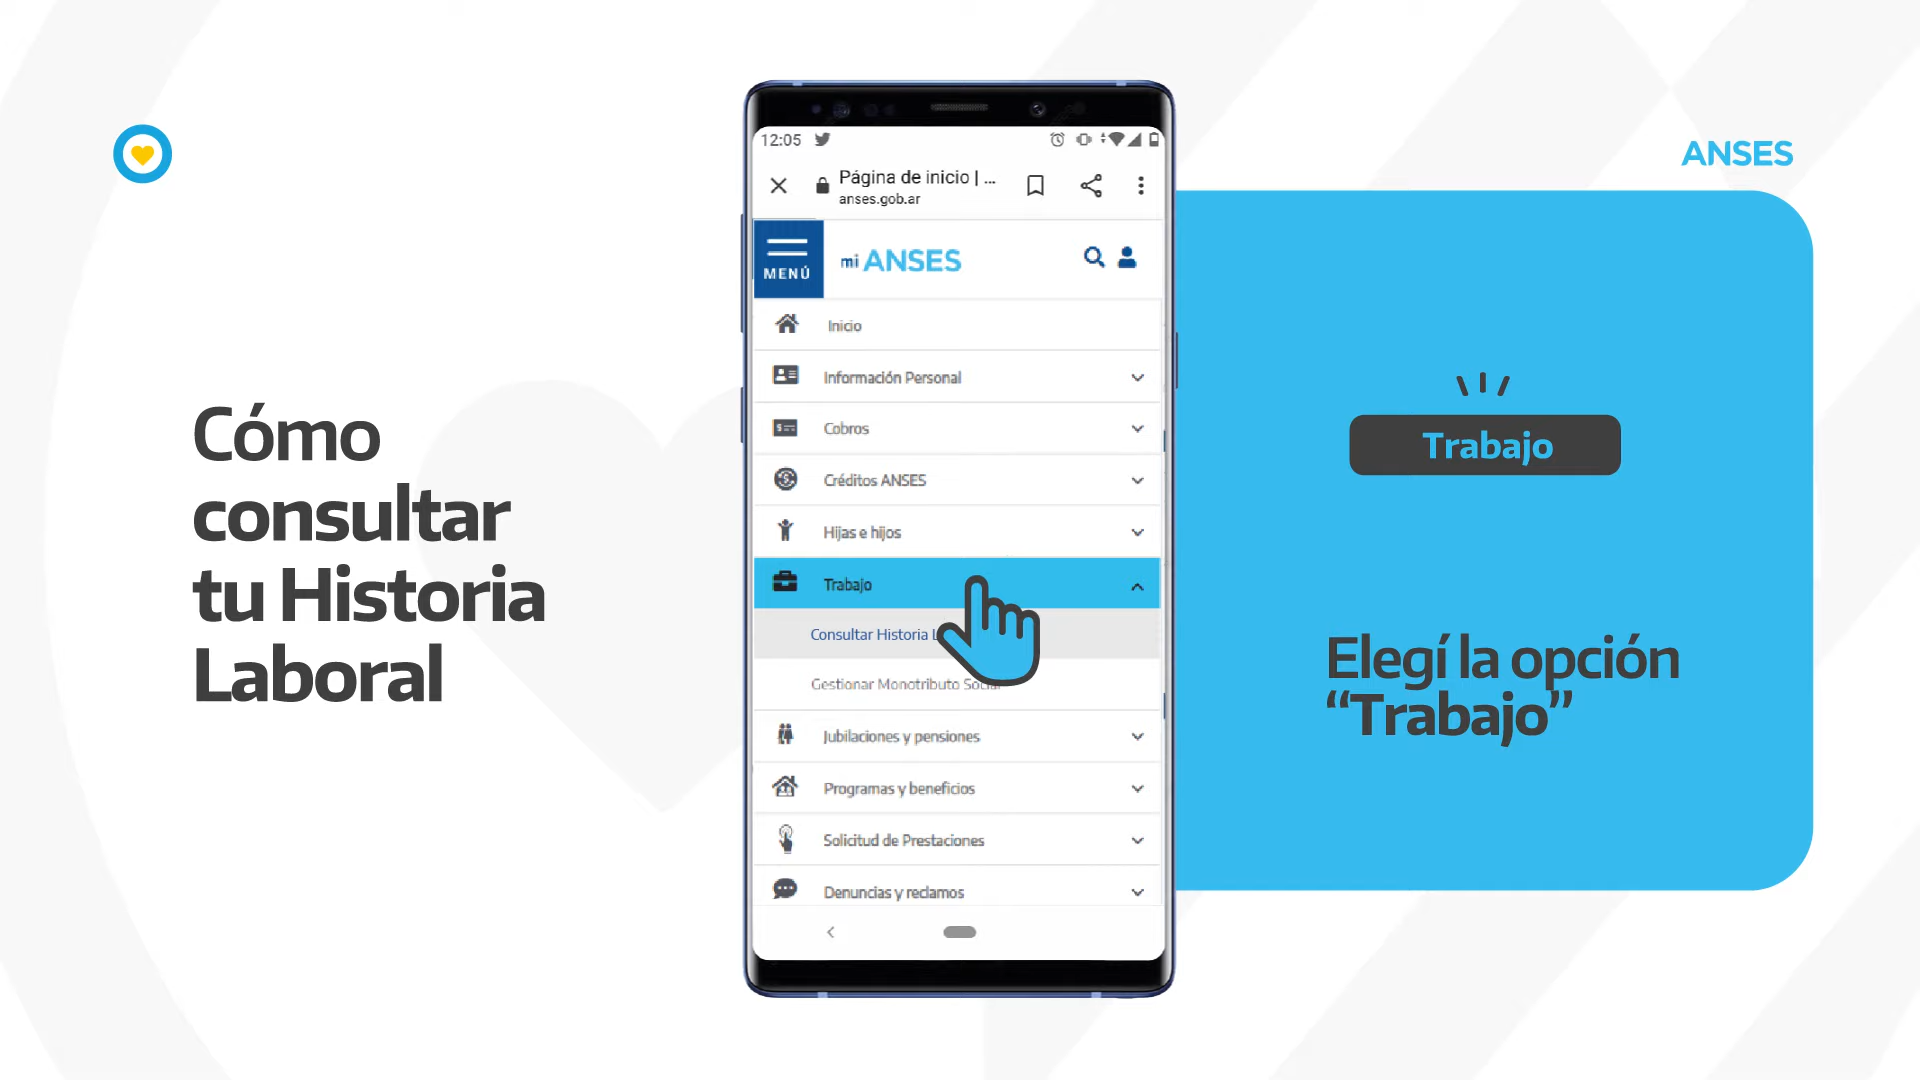 ANSES
Cómo
consultar
tu Historia
Laboral
12:05
Página de inicio | ...
anses.gob.ar
MENÚ
mi ANSES
Inicio
Información Personal
Cobros
Créditos ANSES
Hijas e hijos
Trabajo
Consultar Historia L
Gestionar Monotributo Social
Jubilaciones y pensiones
Programas y beneficios
Solicitud de Prestaciones
Denuncias y reclamos
Trabajo
Elegí la opción
“Trabajo”